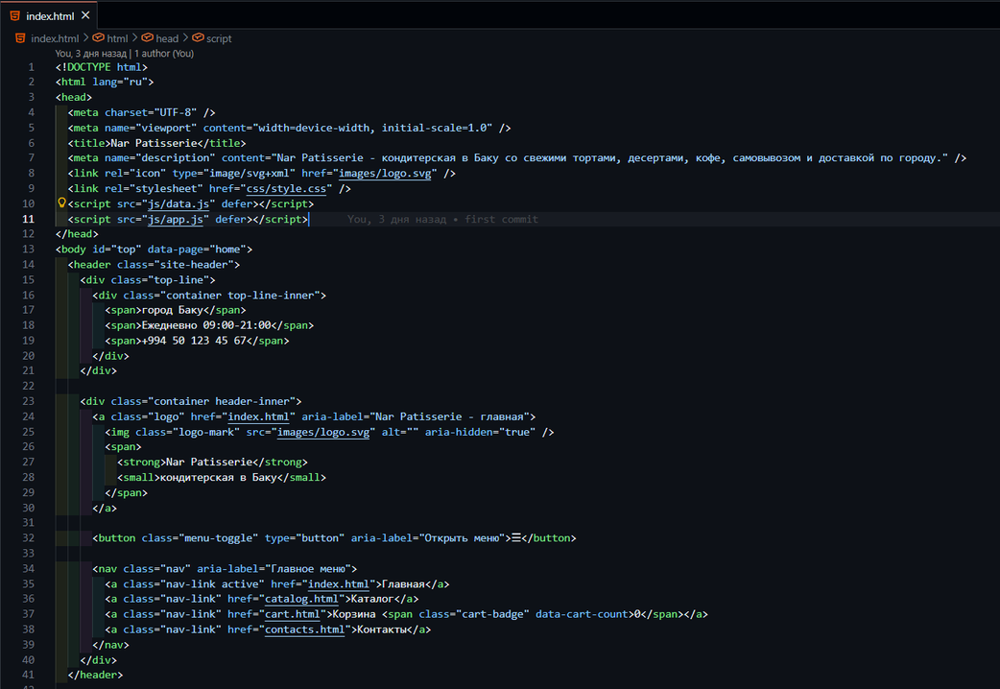 index.html ×
index.html > html > head > script
You, 3 дня назад | 1 author (You)
1 <!DOCTYPE html>
2 <html lang="ru">
3 <head>
4 <meta charset="UTF-8" />
5 <meta name="viewport" content="width=device-width, initial-scale=1.0" />
6 <title>Nar Patisserie</title>
7 <meta name="description" content="Nar Patisserie - кондитерская в Баку со свежими тортами, десертами, кофе, самовывозом и доставкой по городу." />
8 <link rel="icon" type="image/svg+xml" href="images/logo.svg" />
9 <link rel="stylesheet" href="css/style.css" />
10 <script src="js/data.js" defer></script>
11 <script src="js/app.js" defer></script> You, 3 дня назад • first commit
12 </head>
13 <body id="top" data-page="home">
14 <header class="site-header">
15 <div class="top-line">
16 <div class="container top-line-inner">
17 <span>город Баку</span>
18 <span>Ежедневно 09:00-21:00</span>
19 <span>+994 50 123 45 67</span>
20 </div>
21 </div>
22
23 <div class="container header-inner">
24 <a class="logo" href="index.html" aria-label="Nar Patisserie - главная">
25 <img class="logo-mark" src="images/logo.svg" alt="" aria-hidden="true" />
26 <span>
27 <strong>Nar Patisserie</strong>
28 <small>кондитерская в Баку</small>
29 </span>
30 </a>
31
32 <button class="menu-toggle" type="button" aria-label="Открыть меню">☰</button>
33
34 <nav class="nav" aria-label="Главное меню">
35 <a class="nav-link active" href="index.html">Главная</a>
36 <a class="nav-link" href="catalog.html">Каталог</a>
37 <a class="nav-link" href="cart.html">Корзина <span class="cart-badge" data-cart-count>0</span></a>
38 <a class="nav-link" href="contacts.html">Контакты</a>
39 </nav>
40 </div>
41 </header>